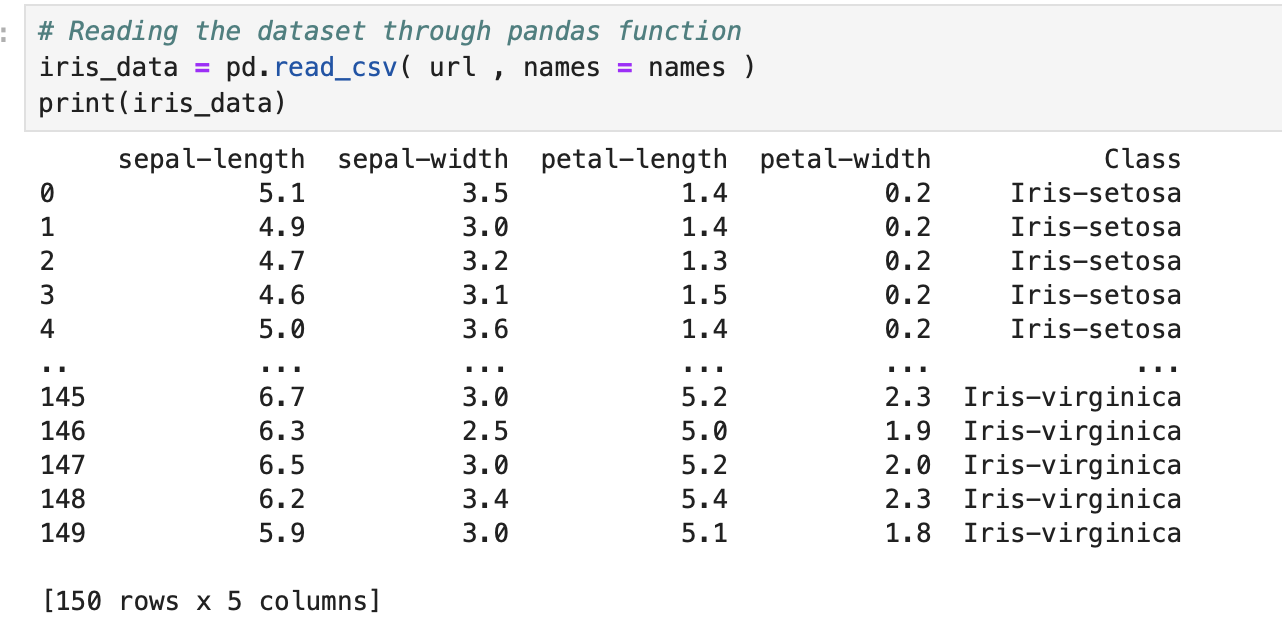 :
# Reading the dataset through pandas function
iris_data = pd.read_csv( url , names = names )
print(iris_data)
     sepal-length  sepal-width  petal-length  petal-width           Class
0             5.1          3.5           1.4          0.2     Iris-setosa
1             4.9          3.0           1.4          0.2     Iris-setosa
2             4.7          3.2           1.3          0.2     Iris-setosa
3             4.6          3.1           1.5          0.2     Iris-setosa
4             5.0          3.6           1.4          0.2     Iris-setosa
..            ...          ...           ...          ...             ...
145           6.7          3.0           5.2          2.3  Iris-virginica
146           6.3          2.5           5.0          1.9  Iris-virginica
147           6.5          3.0           5.2          2.0  Iris-virginica
148           6.2          3.4           5.4          2.3  Iris-virginica
149           5.9          3.0           5.1          1.8  Iris-virginica
[150 rows x 5 columns]